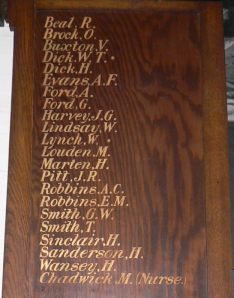 Beal, R.
Brock, O.
Buxton, V.
Dick, W. T. •
Dick, H.
Evans, A. F.
Ford, A.
Ford, G.
Harvey, J. G.
Lindsay, W.
Lynch, W. •
Louden, M.
Marten, H.
Pitt, J. R.
Robbins, A. C.
Robbins, E. M.
Smith, G. W.
Smith, T.
Sinclair, H.
Sanderson, H.
Wansey, H.
Chadwick M. (Nurse.)